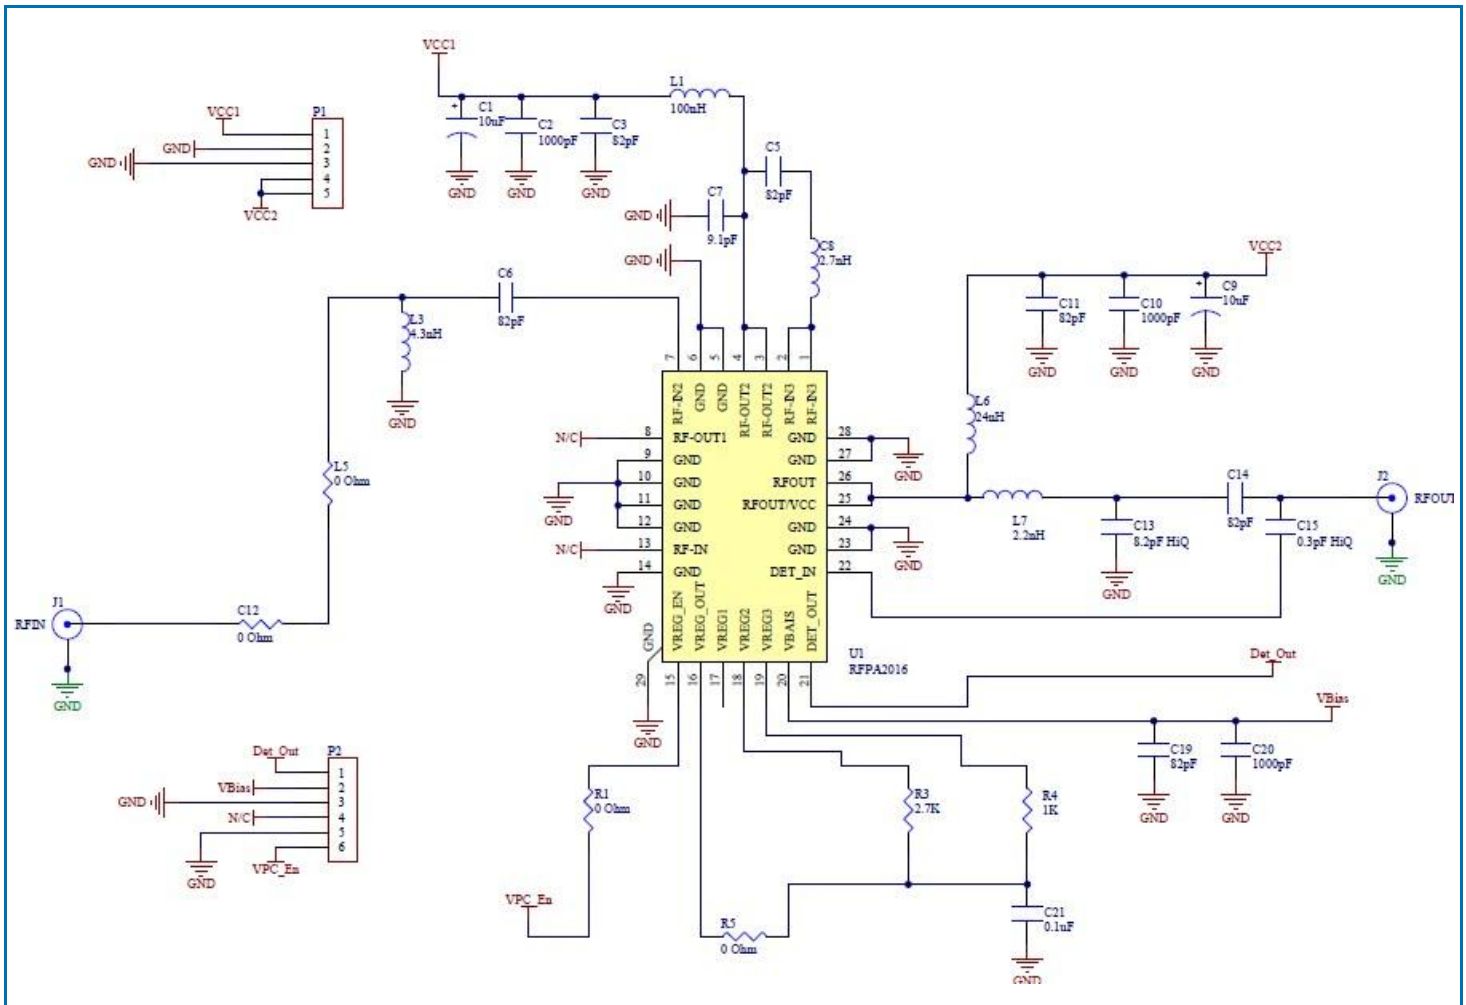 VCC1
L1
100nH
C1
10uF
C2
1000pF
C3
82pF
GND
GND
GND
VCC1
GND
GND
VCC2
P1
1
2
3
4
5
C5
82pF
C7
9.1pF
GND
GND
C8
2.7nH
VCC2
C11
82pF
C10
1000pF
C9
10uF
GND
GND
GND
C6
82pF
L3
4.3nH
GND
L5
0 Ohm
J1
RFIN
GND
C12
0 Ohm
7
6
5
4
3
2
1
RF-IN2
GND
GND
RF-OUT2
RF-OUT2
RF-IN3
RF-IN3
N/C
8
RF-OUT1
9
GND
10
GND
11
GND
12
GND
GND
N/C
13
RF-IN
14
GND
GND
GND
28
GND
27
GND
RFOUT
26
RFOUT/VCC
25
GND
24
GND
23
GND
DET_IN
22
GND
VREG_EN
VREG_OUT
VREG1
VREG2
VREG3
VBAIS
DET_OUT
29
15
16
17
18
19
20
21
GND
U1
RFPA2016
L6
24nH
L7
2.2nH
C13
8.2pF HiQ
GND
C14
82pF
C15
0.3pF HiQ
J2
RFOUT
GND
Det_Out
VBias
C19
82pF
GND
C20
1000pF
GND
Det_Out
VBias
GND
N/C
GND
VPC_En
P2
1
2
3
4
5
6
R1
0 Ohm
VPC_En
R3
2.7K
R4
1K
R5
0 Ohm
C21
0.1uF
GND